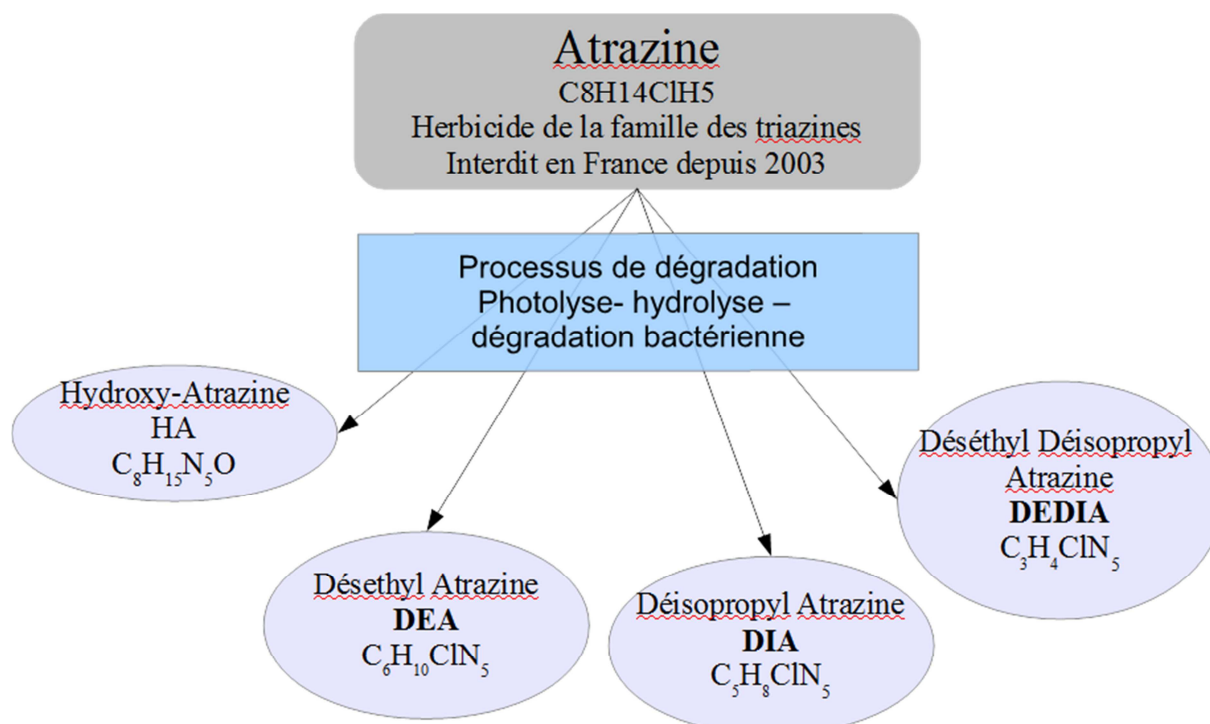 Atrazine
C8H14ClH5
Herbicide de la famille des triazines
Interdit en France depuis 2003
Processus de dégradation
Photolyse- hydrolyse –
dégradation bactérienne
Hydroxy-Atrazine
HA
C₈H₁₅N₅O
Désethyl Atrazine
DEA
C₆H₁₀ClN₅
Déisopropyl Atrazine
DIA
C₅H₈ClN₅
Déséthyl Déisopropyl
Atrazine
DEDIA
C₃H₄ClN₅